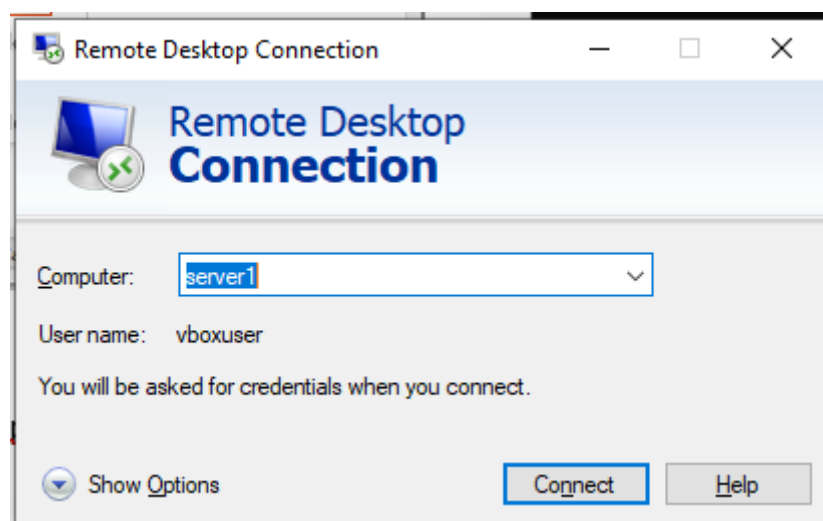 Remote Desktop Connection
Remote Desktop
Connection
Computer: server1
User name: vboxuser
You will be asked for credentials when you connect.
Show Options Connect Help